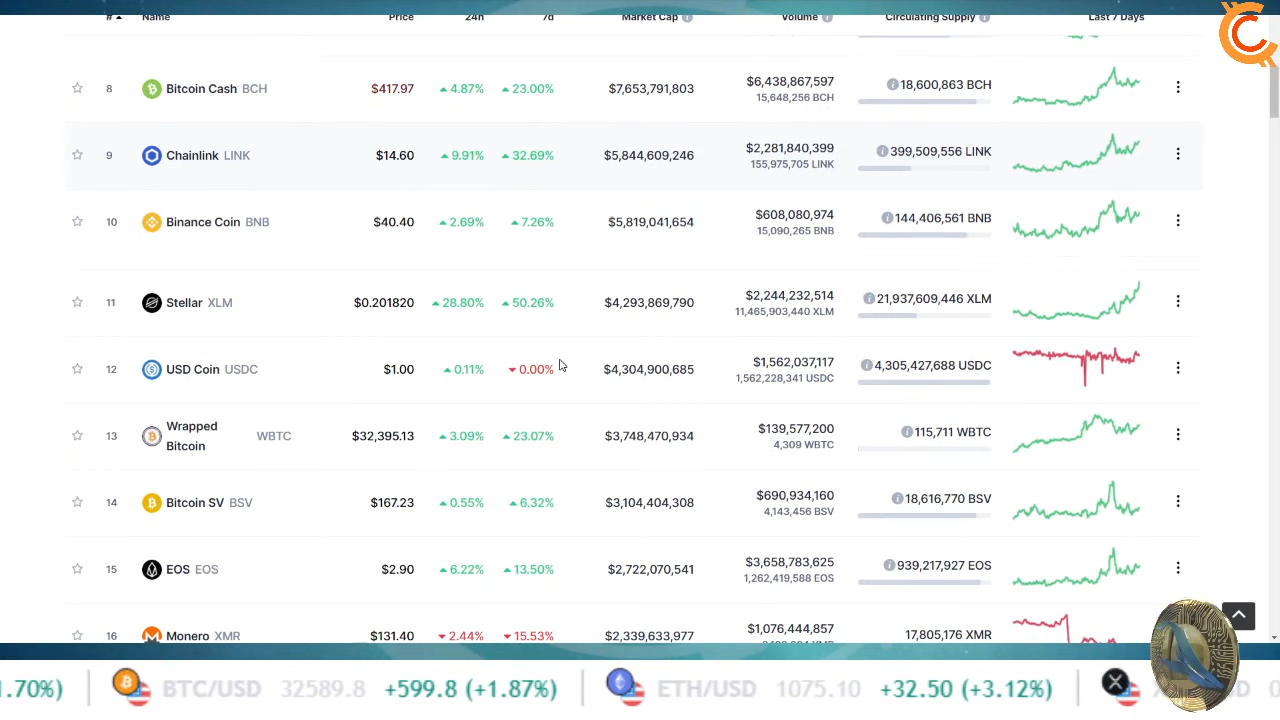 # Name Price 24h 7d Market Cap Volume Circulating Supply Last 7 Days
8 Bitcoin Cash BCH $417.97 4.87% 23.00% $7,653,791,803 $6,438,867,597 18,600,863 BCH
15,648,256 BCH
9 Chainlink LINK $14.60 9.91% 32.69% $5,844,609,246 $2,281,840,399 399,509,556 LINK
155,975,705 LINK
10 Binance Coin BNB $40.40 2.69% 7.26% $5,819,041,654 $608,080,974 144,406,561 BNB
15,090,265 BNB
11 Stellar XLM $0.201820 28.80% 50.26% $4,293,869,790 $2,244,232,514 21,937,609,446 XLM
11,465,903,440 XLM
12 USD Coin USDC $1.00 0.11% 0.00% $4,304,900,685 $1,562,037,117 4,305,427,688 USDC
1,562,228,341 USDC
13 Wrapped Bitcoin WBTC $32,395.13 3.09% 23.07% $3,748,470,934 $139,577,200 115,711 WBTC
4,309 WBTC
14 Bitcoin SV BSV $167.23 0.55% 6.32% $3,104,404,308 $690,934,160 18,616,770 BSV
4,143,456 BSV
15 EOS EOS $2.90 6.22% 13.50% $2,722,070,541 $3,658,783,625 939,217,927 EOS
1,262,419,588 EOS
16 Monero XMR $131.40 2.44% 15.53% $2,339,633,977 $1,076,444,857 17,805,176 XMR
1.70%) BTC/USD 32589.8 +599.8 (+1.87%) ETH/USD 1075.10 +32.50 (+3.12%)